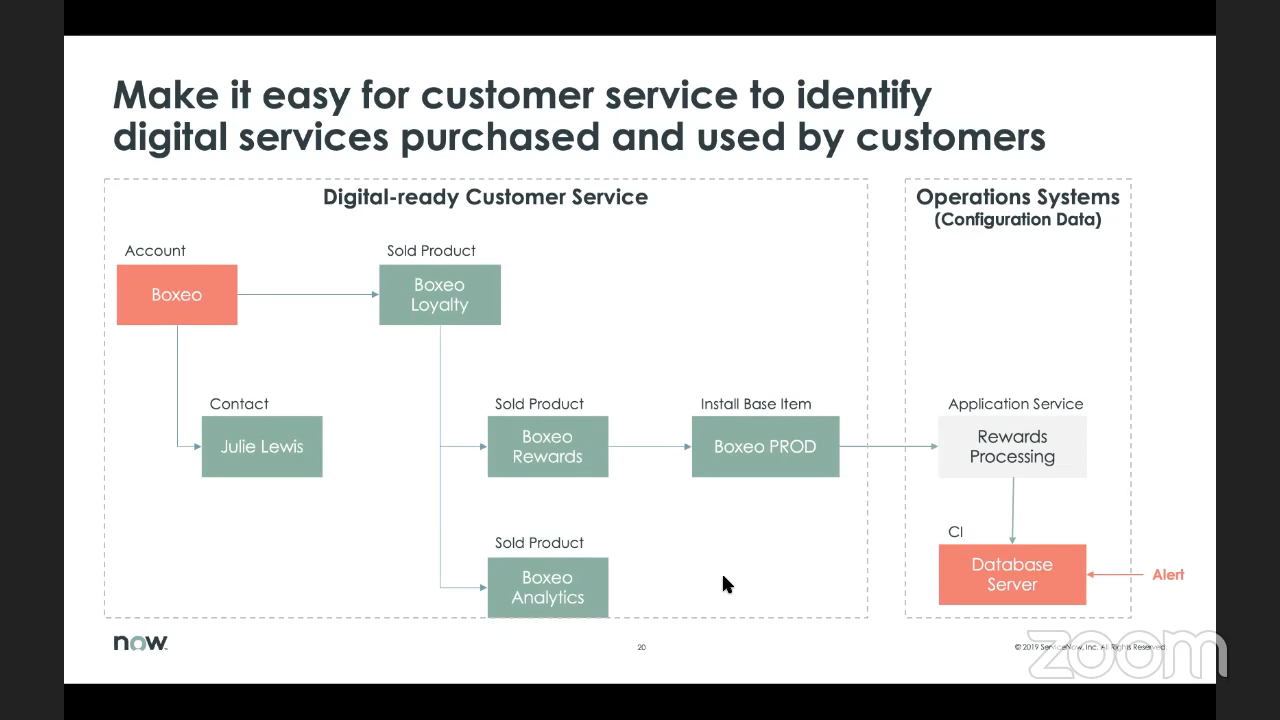 Make it easy for customer service to identify
digital services purchased and used by customers
Digital-ready Customer Service
Operations Systems
(Configuration Data)
Account
Boxeo
Sold Product
Boxeo
Loyalty
Contact
Julie Lewis
Sold Product
Boxeo
Rewards
Install Base Item
Boxeo PROD
Application Service
Rewards
Processing
Sold Product
Boxeo
Analytics
CI
Database
Server
Alert
now
20
© 2019 ServiceNow, Inc. All Rights Reserved.
zoom